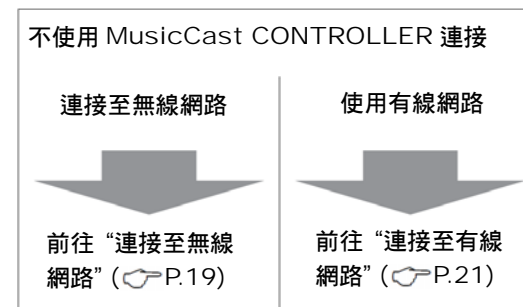 不使用 MusicCast CONTROLLER 連接
連接至無線網路
前往 “連接至無線
網路” (☞P.19)
使用有線網路
前往 “連接至有線
網路” (☞P.21)